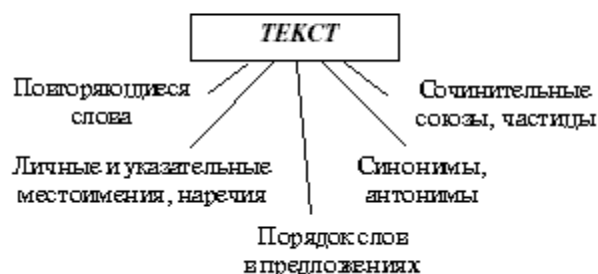 ТЕКСТ
Повторяющиеся
слова
Сочинительные
союзы, частицы
Личные и указательные
местоимения, наречия
Синонимы,
антонимы
Порядок слов
в предложениях